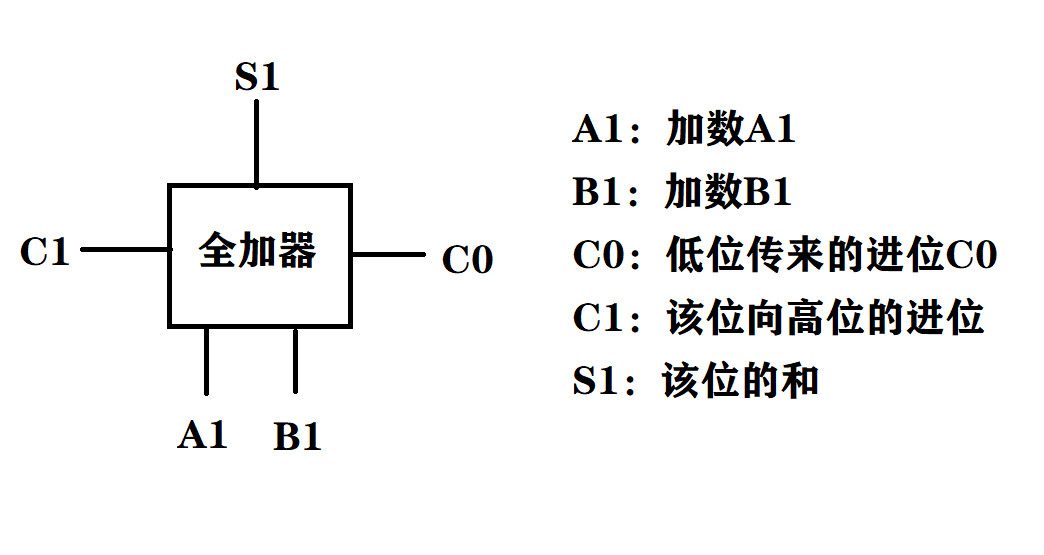 S1
C1
全加器
C0
A1
B1
A1：加数A1
B1：加数B1
C0：低位传来的进位C0
C1：该位向高位的进位
S1：该位的和